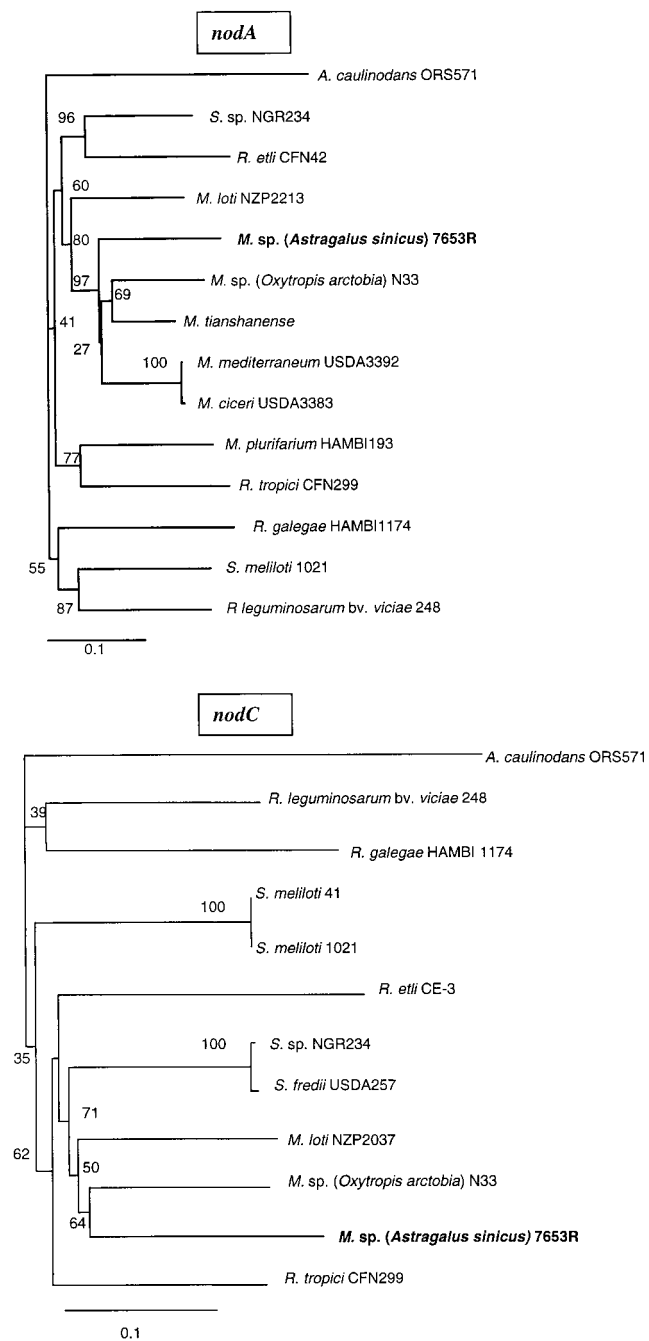 nodA
A. caulinodans ORS571
96
S. sp. NGR234
R. etli CFN42
60
M. loti NZP2213
80
M. sp. (Astragalus sinicus) 7653R
97
M. sp. (Oxytropis arctobia) N33
69
41
M. tianshanense
27
100
M. mediterraneum USDA3392
M. ciceri USDA3383
M. plurifarium HAMBI193
77
R. tropici CFN299
R. galegae HAMBI1174
55
S. meliloti 1021
87
R leguminosarum bv. viciae 248
0.1
nodC
A. caulinodans ORS571
R. leguminosarum bv. viciae 248
39
R. galegae HAMBI 1174
S. meliloti 41
100
S. meliloti 1021
R. etli CE-3
100
S. sp. NGR234
35
S. fredii USDA257
71
M. loti NZP2037
62
50
M. sp. (Oxytropis arctobia) N33
64
M. sp. (Astragalus sinicus) 7653R
R. tropici CFN299
0.1